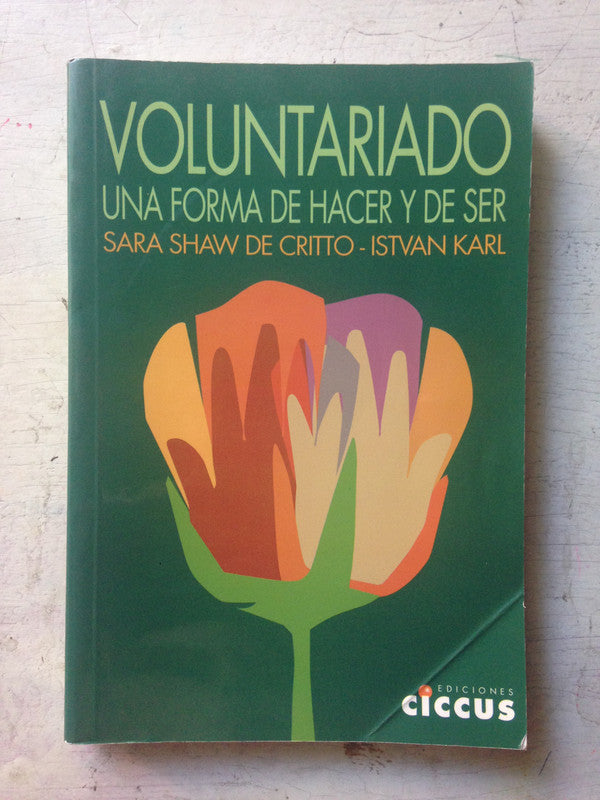 VOLUNTARIADO
UNA FORMA DE HACER Y DE SER
SARA SHAW DE CRITTO - ISTVAN KARL
EDICIONES
CICCUS